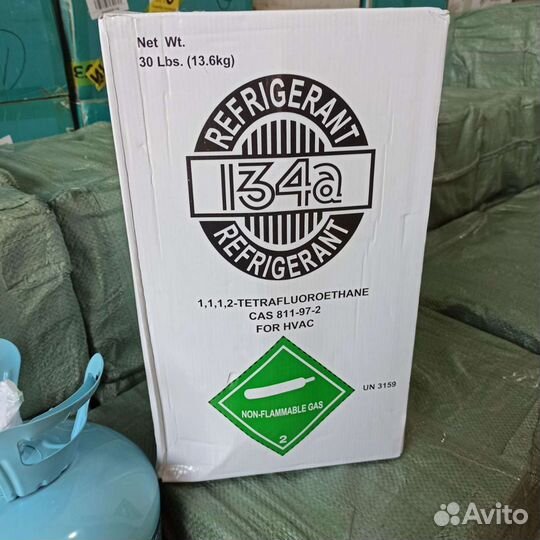 Net Wt.
30 Lbs. (13.6kg)
REFRIGERANT
134a
REFRIGERANT
1,1,1,2-TETRAFLUOROETHANE
CAS 811-97-2
FOR HVAC
UN 3159
NON-FLAMMABLE GAS
2
Avito